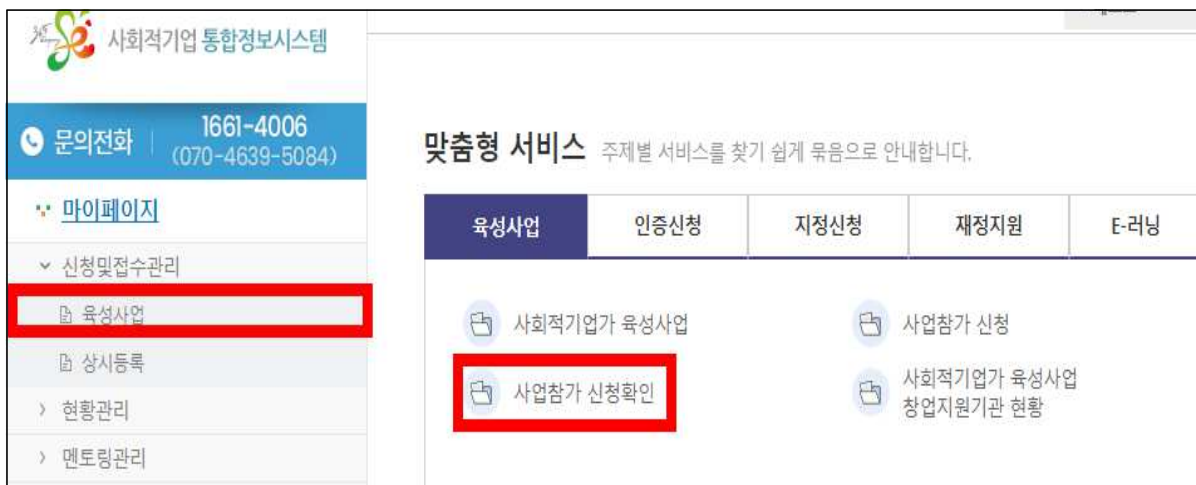 사회적기업 통합정보시스템
문의전화 1661-4006
(070-4639-5084)
마이페이지
신청및접수관리
육성사업
상시등록
현황관리
멘토링관리
맞춤형 서비스 주제별 서비스를 찾기 쉽게 묶음으로 안내합니다.
육성사업 인증신청 지정신청 재정지원 E-러닝
사회적기업가 육성사업
사업참가 신청
사업참가 신청확인
사회적기업가 육성사업
창업지원기관 현황